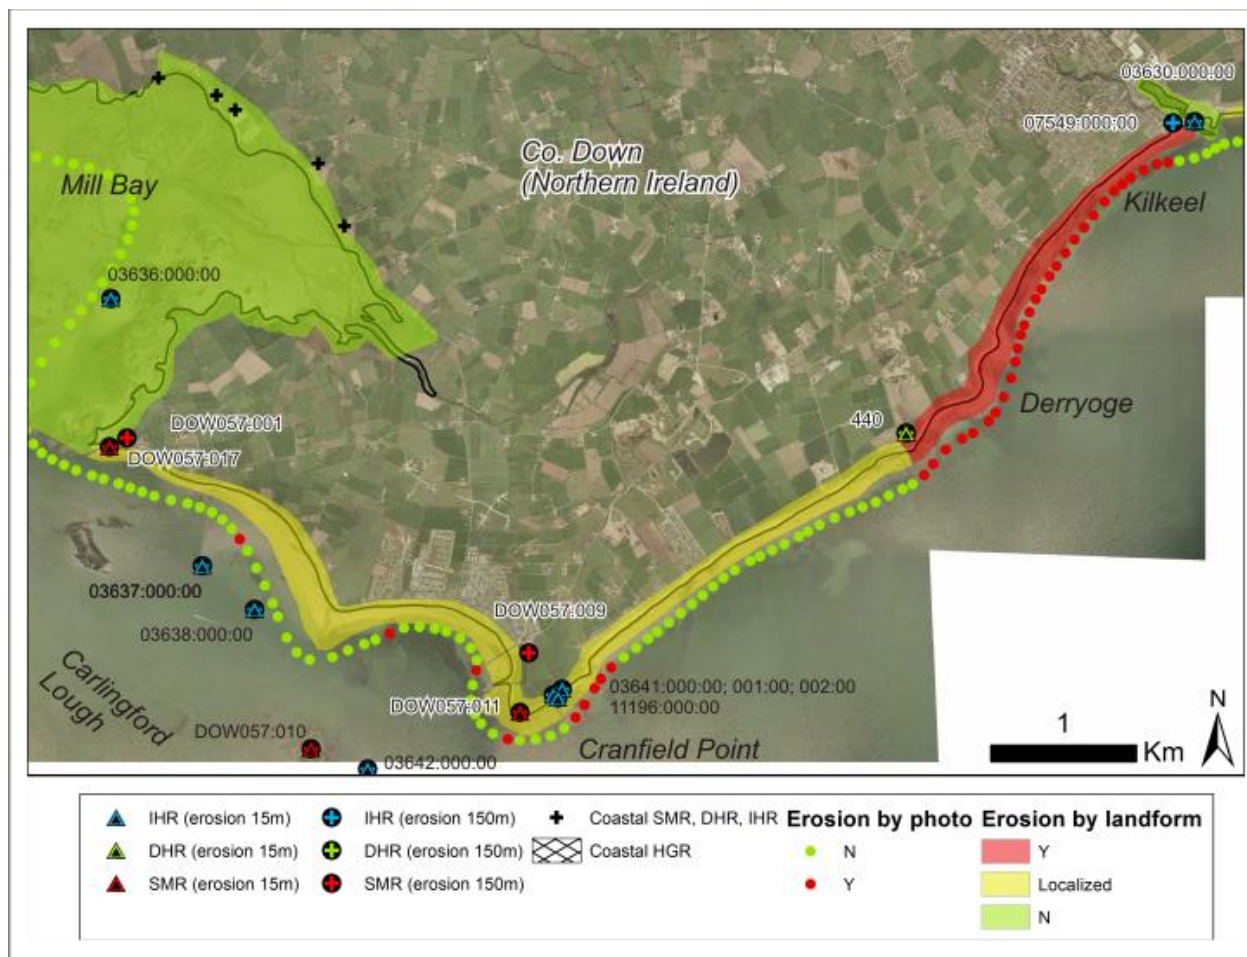 03630:000:00
07549:000:00
Co. Down
(Northern Ireland)
Mill Bay
Kilkeel
03636:000:00
Derryoge
440
DOW057:001
DOW057:017
03637:000:00
DOW057:009
03638:000:00
Carlingford
Lough
03641:000:00; 001:00; 002:00
DOW057:011
11196:000:00
N
DOW057:010
Cranfield Point
1
Km
03642:000:00
IHR (erosion 15m)
IHR (erosion 150m)
Coastal SMR, DHR, IHR
Erosion by photo
Erosion by landform
DHR (erosion 15m)
DHR (erosion 150m)
Coastal HGR
N
Y
SMR (erosion 15m)
SMR (erosion 150m)
Y
Localized
N